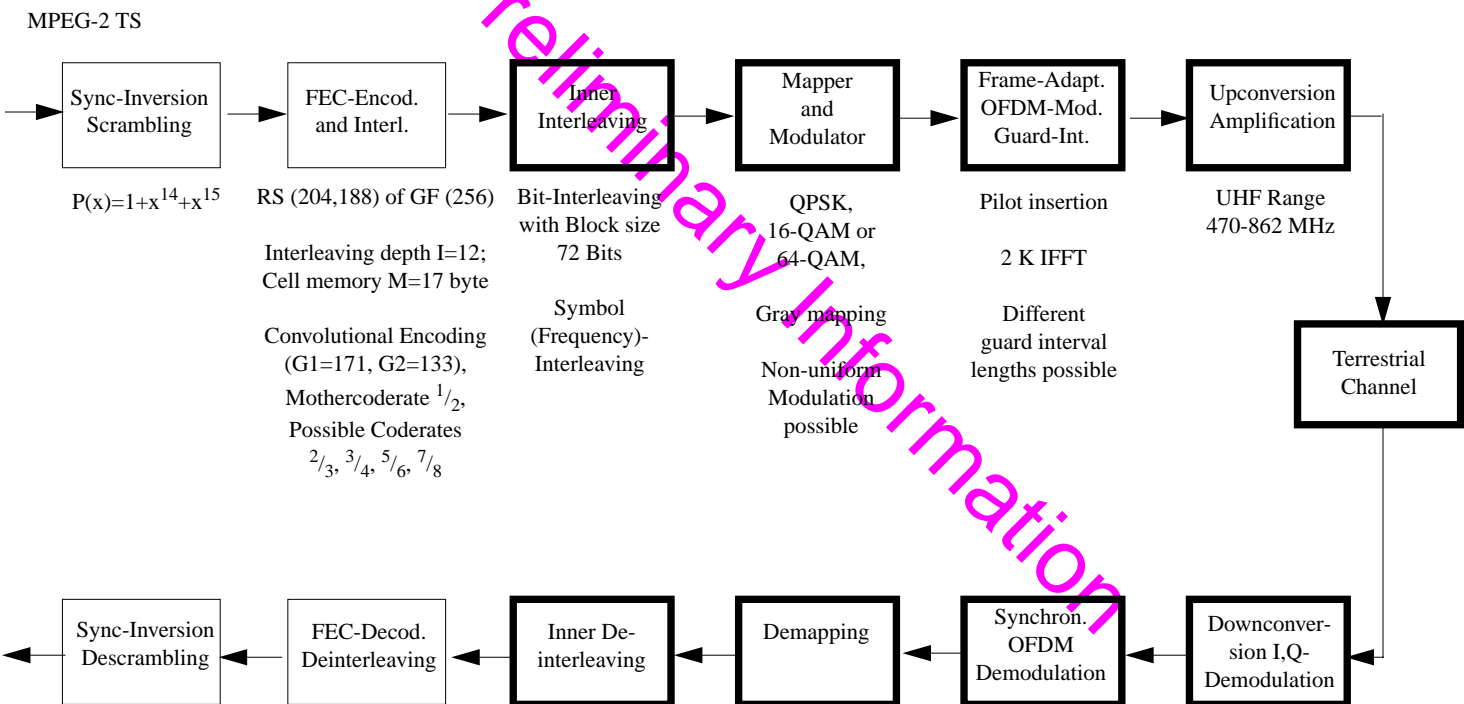 MPEG-2 TS
Sync-Inversion
Scrambling
FEC-Encod.
and Interl.
Inner
Interleaving
Mapper
and
Modulator
Frame-Adapt.
OFDM-Mod.
Guard-Int.
Upconversion
Amplification
P(x)=1+x^14+x^15
RS (204,188) of GF (256)
Interleaving depth I=12;
Cell memory M=17 byte
Convolutional Encoding
(G1=171, G2=133),
Mothercoderate 1/2,
Possible Coderates
2/3, 3/4, 5/6, 7/8
Bit-Interleaving
with Block size
72 Bits
Symbol
(Frequency)-
Interleaving
QPSK,
16-QAM or
64-QAM,
Gray mapping
Non-uniform
Modulation
possible
Pilot insertion
2 K IFFT
Different
guard interval
lengths possible
UHF Range
470-862 MHz
Terrestrial
Channel
Sync-Inversion
Descrambling
FEC-Decod.
Deinterleaving
Inner De-
interleaving
Demapping
Synchron.
OFDM
Demodulation
Downconver-
sion I,Q-
Demodulation
reliminary Information